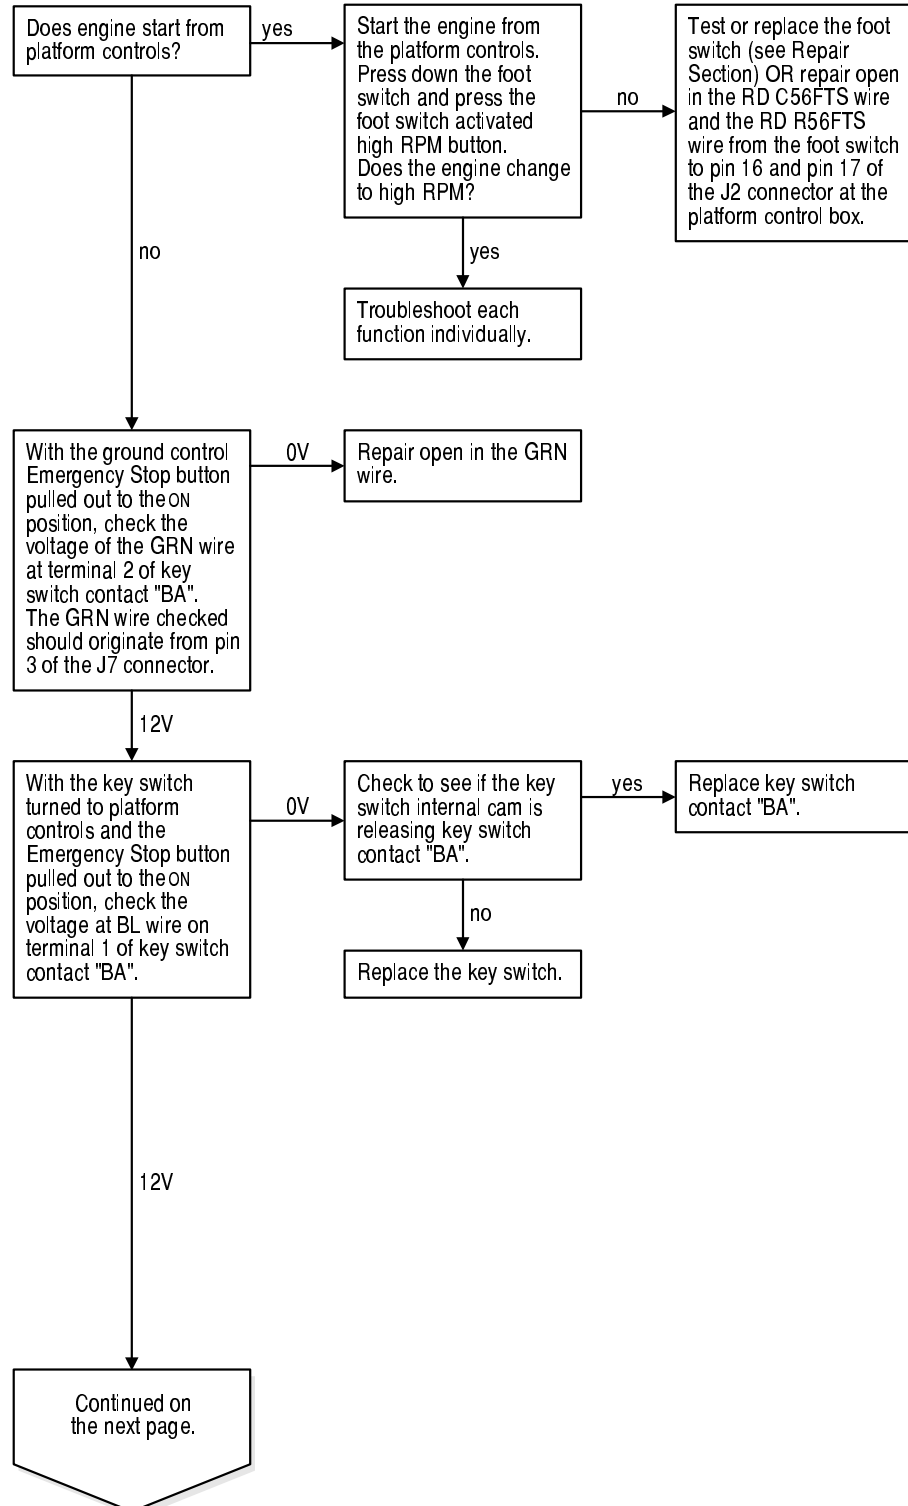 Does engine start from
platform controls?
yes
Start the engine from
the platform controls.
Press down the foot
switch and press the
foot switch activated
high RPM button.
Does the engine change
to high RPM?
no
Test or replace the foot
switch (see Repair
Section) OR repair open
in the RD C56FTS wire
and the RD R56FTS
wire from the foot switch
to pin 16 and pin 17 of
the J2 connector at the
platform control box.
no
yes
Troubleshoot each
function individually.
With the ground control
Emergency Stop button
pulled out to the ON
position, check the
voltage of the GRN wire
at terminal 2 of key
switch contact "BA".
The GRN wire checked
should originate from pin
3 of the J7 connector.
0V
Repair open in the GRN
wire.
12V
With the key switch
turned to platform
controls and the
Emergency Stop button
pulled out to the ON
position, check the
voltage at BL wire on
terminal 1 of key switch
contact "BA".
0V
Check to see if the key
switch internal cam is
releasing key switch
contact "BA".
yes
Replace key switch
contact "BA".
no
Replace the key switch.
12V
Continued on
the next page.